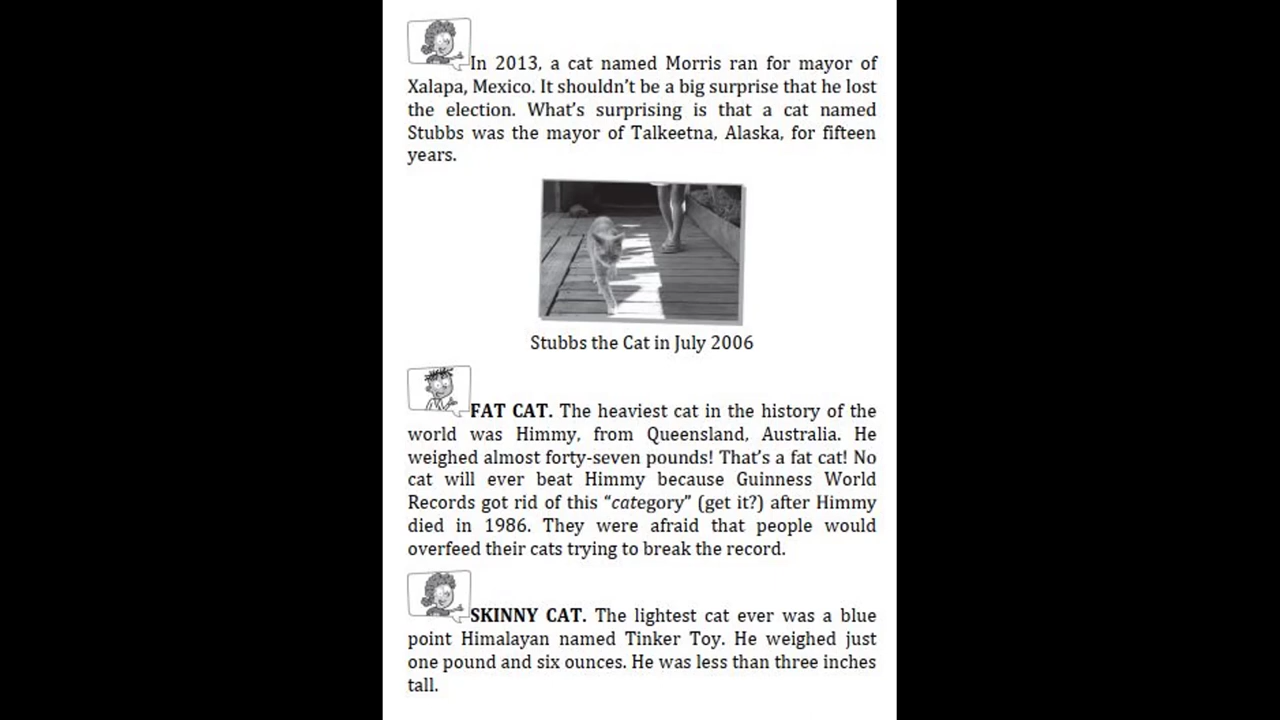 In 2013, a cat named Morris ran for mayor of
Xalapa, Mexico. It shouldn’t be a big surprise that he lost
the election. What’s surprising is that a cat named
Stubbs was the mayor of Talkeetna, Alaska, for fifteen
years.
Stubbs the Cat in July 2006
FAT CAT. The heaviest cat in the history of the
world was Himmy, from Queensland, Australia. He
weighed almost forty-seven pounds! That’s a fat cat! No
cat will ever beat Himmy because Guinness World
Records got rid of this “category” (get it?) after Himmy
died in 1986. They were afraid that people would
overfeed their cats trying to break the record.
SKINNY CAT. The lightest cat ever was a blue
point Himalayan named Tinker Toy. He weighed just
one pound and six ounces. He was less than three inches
tall.